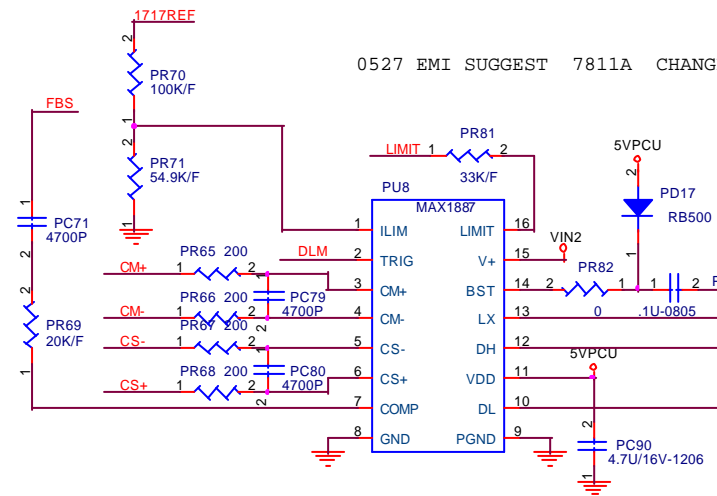 1717REF
2
PR70
100K/F
1
0527 EMI SUGGEST 7811A CHANG
FBS
1
PR71
54.9K/F
1
1
PC71
4700P
2
2
PR69
20K/F
1
LIMIT 1 PR81 2
33K/F
PU8
MAX1887
1 ILIM LIMIT 16
DLM 2 TRIG V+ 15 VIN2
CM+ 1 PR65 200 2 3 CM+ BST 14 2 PR82 1 1 2
0 .1U-0805
5VPCU
2
PD17
RB500
1
PC79
4700P
1
2
CM- 1 PR66 200 2 4 CM- LX 13
CS- 1 PR67 200 2 5 CS- DH 12
PC80
4700P
1
2
CS+ 1 PR68 200 2 6 CS+ VDD 11 5VPCU
7 COMP DL 10
8 GND PGND 9
2
PC90
4.7U/16V-1206
1